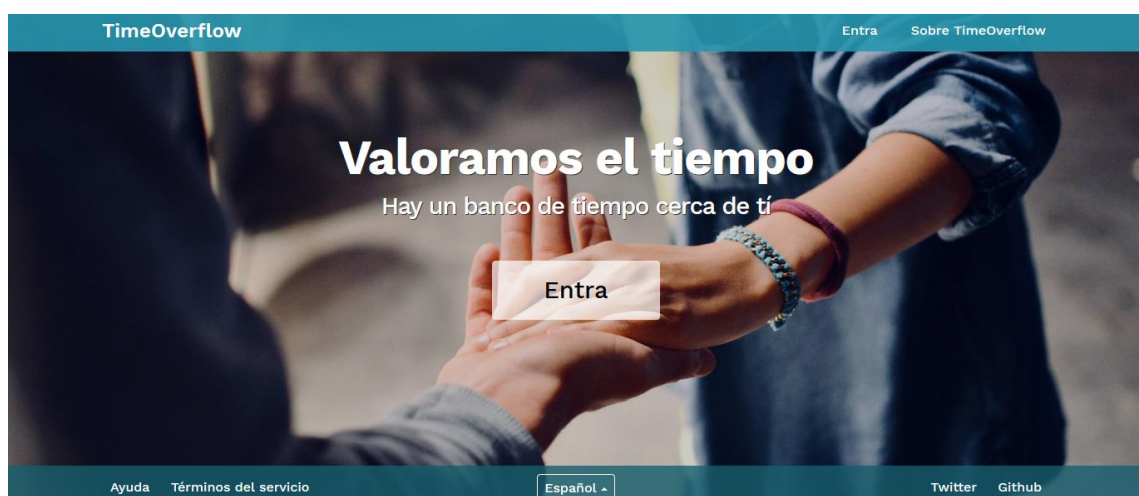 TimeOverflow Entra Sobre TimeOverflow
Valoramos el tiempo
Hay un banco de tiempo cerca de tí
Entra
Ayuda Términos del servicio Español Twitter Github